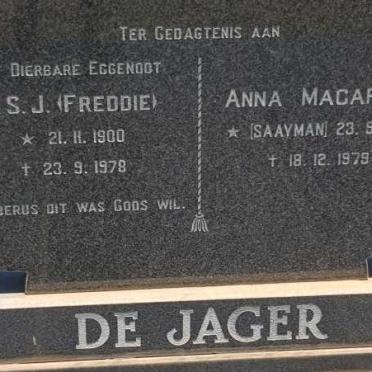 TER GEDAGTENIS AAN
DIERBARE EGGENOOT
S.J. (FREDDIE)
★ 21.11.1900
† 23.9.1978
BERUS DIT WAS GODS WIL.
ANNA MAGAR
★ (SAAYMAN) 23.9
† 18.12.1979
DE JAGER